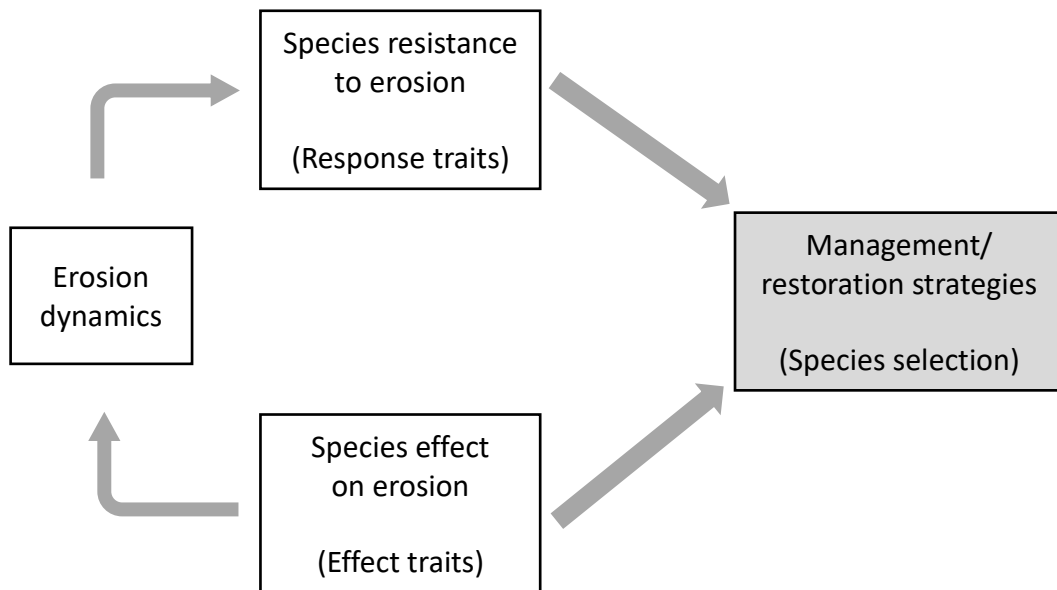 Species resistance
to erosion
(Response traits)
Erosion
dynamics
Management/
restoration strategies
(Species selection)
Species effect
on erosion
(Effect traits)